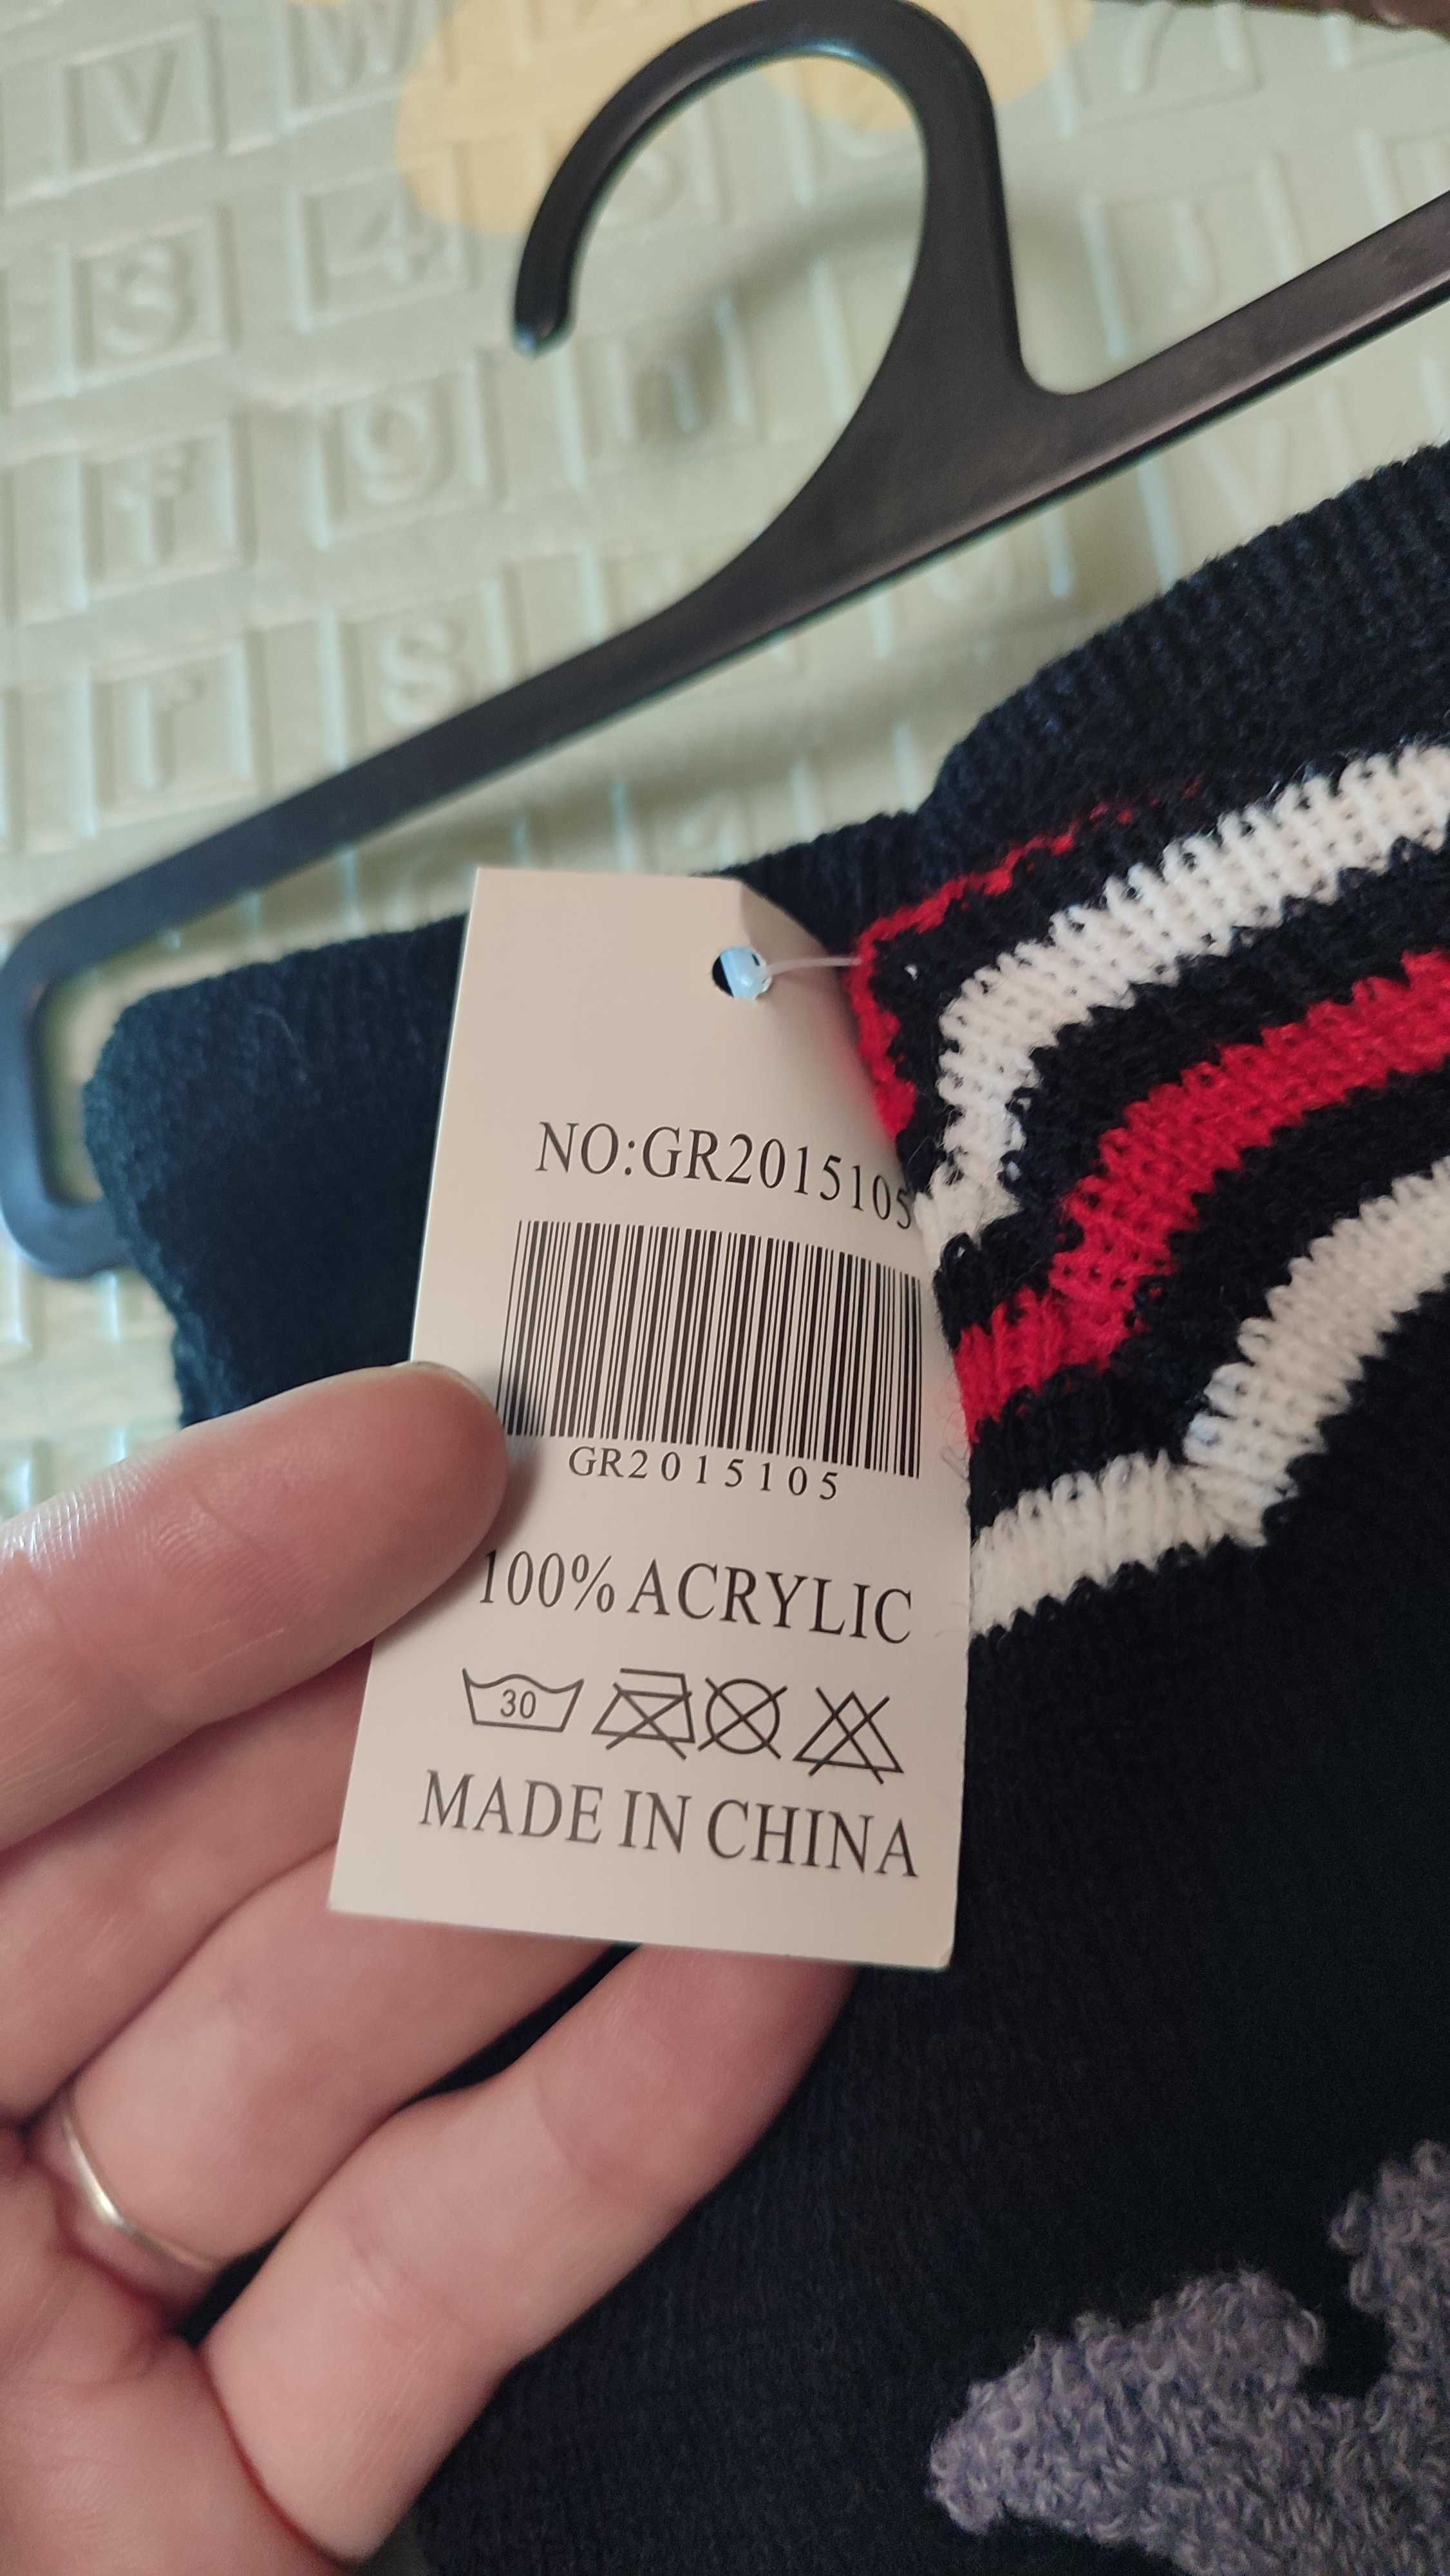 NO:GR2015105
GR2015105
100% ACRYLIC
30
MADE IN CHINA